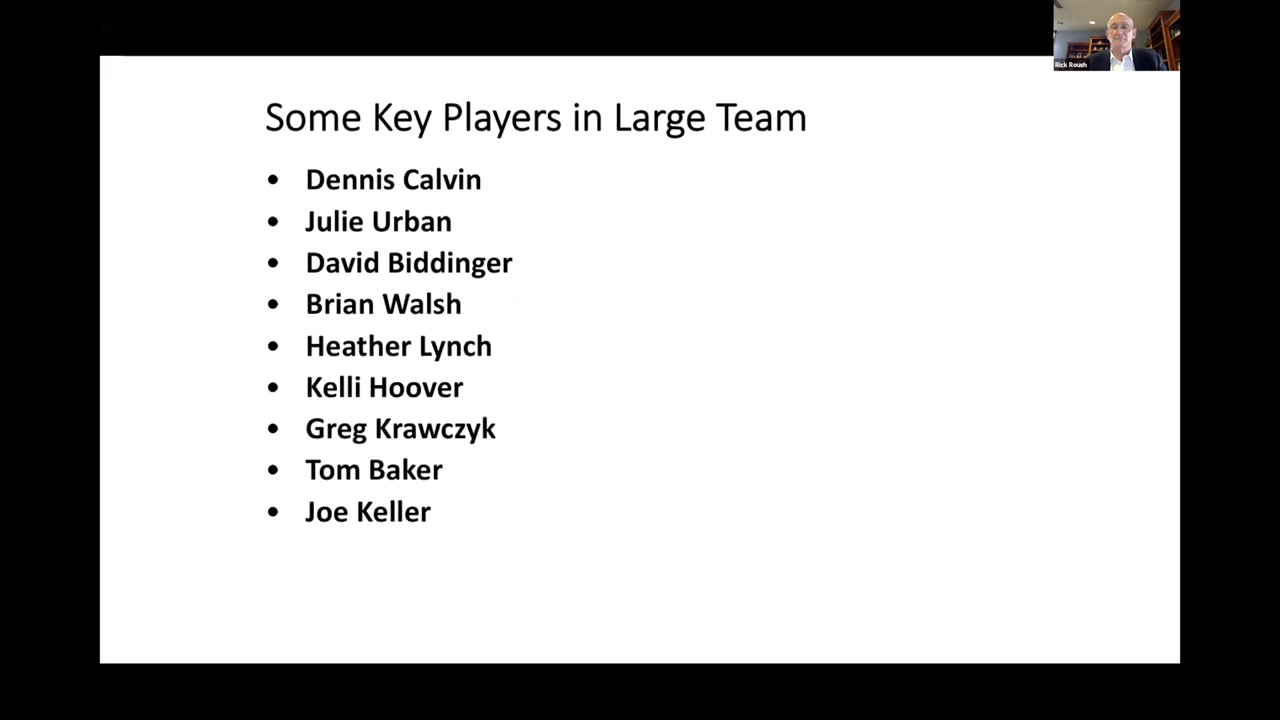 Rick Roush
Some Key Players in Large Team
• Dennis Calvin
• Julie Urban
• David Biddinger
• Brian Walsh
• Heather Lynch
• Kelli Hoover
• Greg Krawczyk
• Tom Baker
• Joe Keller